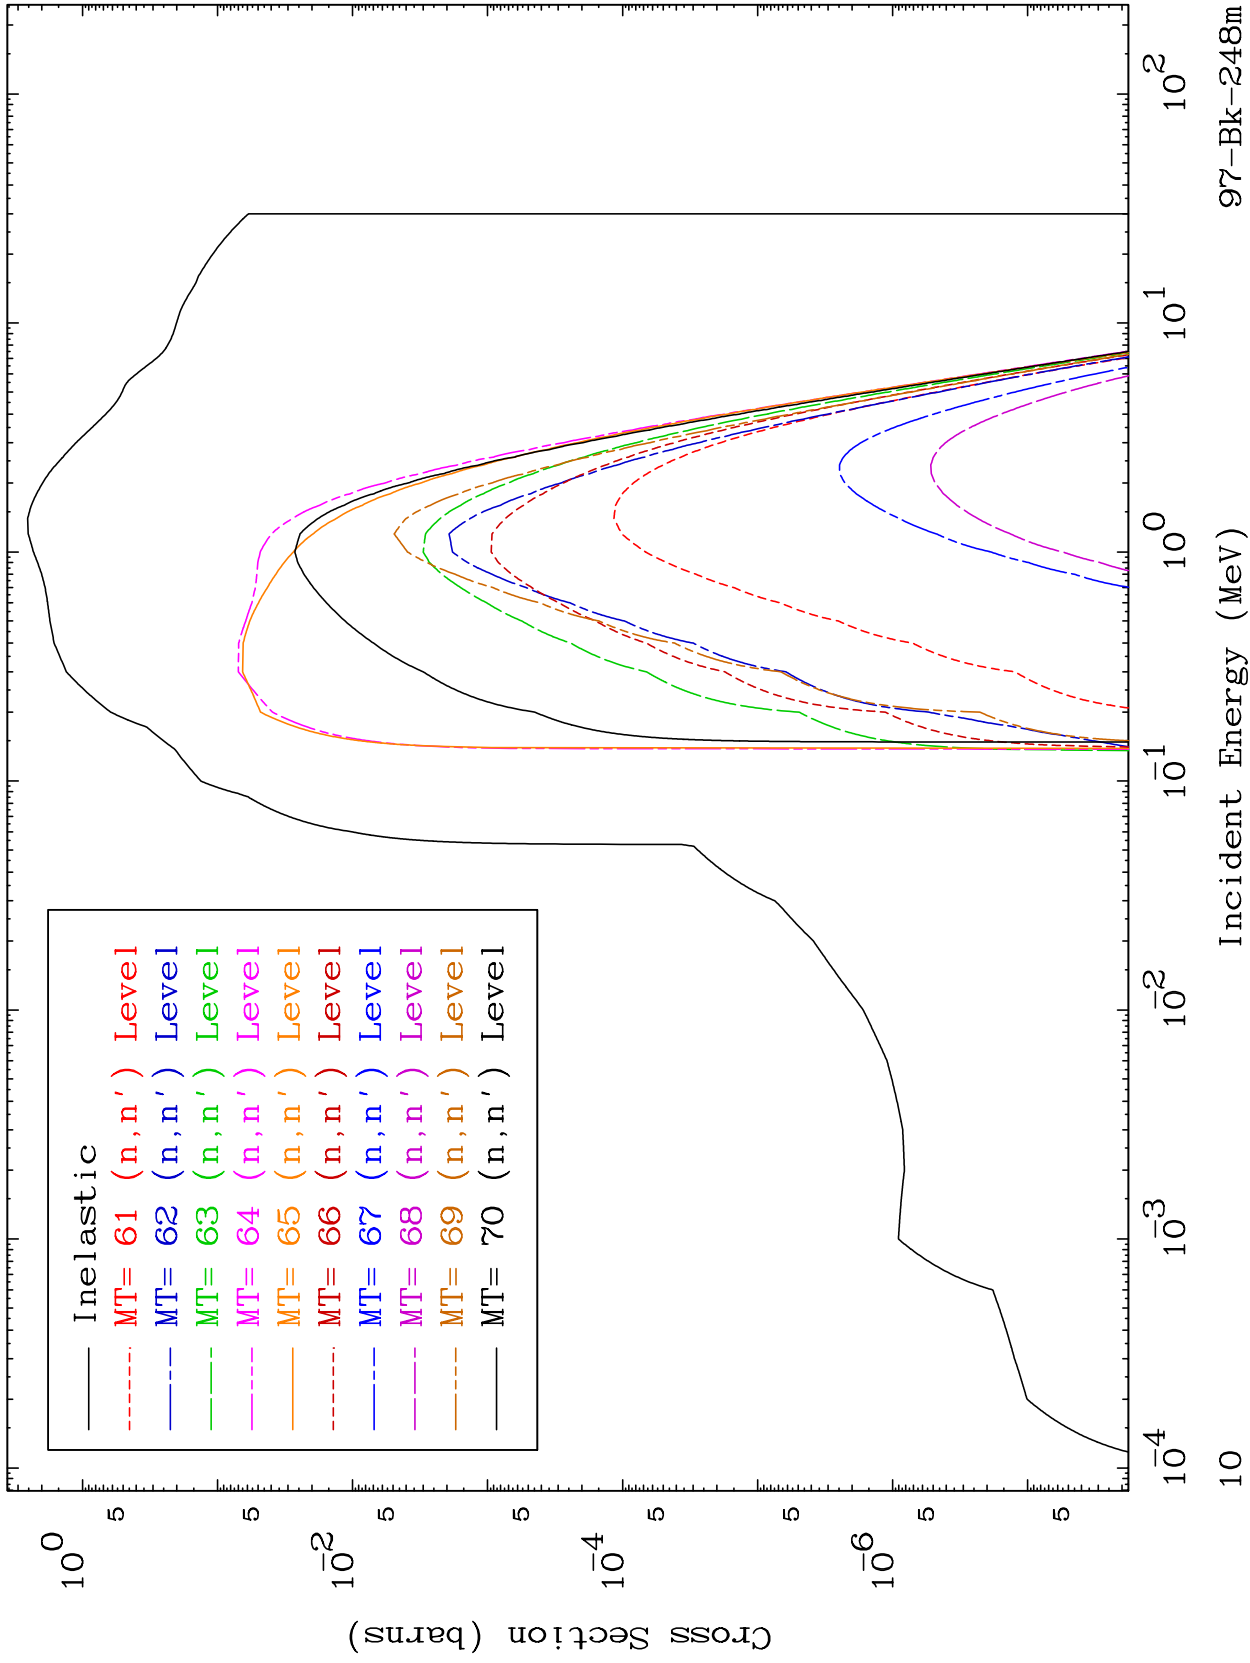 Inelastic
MT= 61 (n,n') Level
MT= 62 (n,n') Level
MT= 63 (n,n') Level
MT= 64 (n,n') Level
MT= 65 (n,n') Level
MT= 66 (n,n') Level
MT= 67 (n,n') Level
MT= 68 (n,n') Level
MT= 69 (n,n') Level
MT= 70 (n,n') Level
Cross Section (barns)
10^0
5
10^-2
5
5
10^-4
5
5
10^-6
5
5
10^-4 10^-3 10^-2 10^-1 10^0 10^1 10^2
Incident Energy (MeV)
10
97-Bk-248m